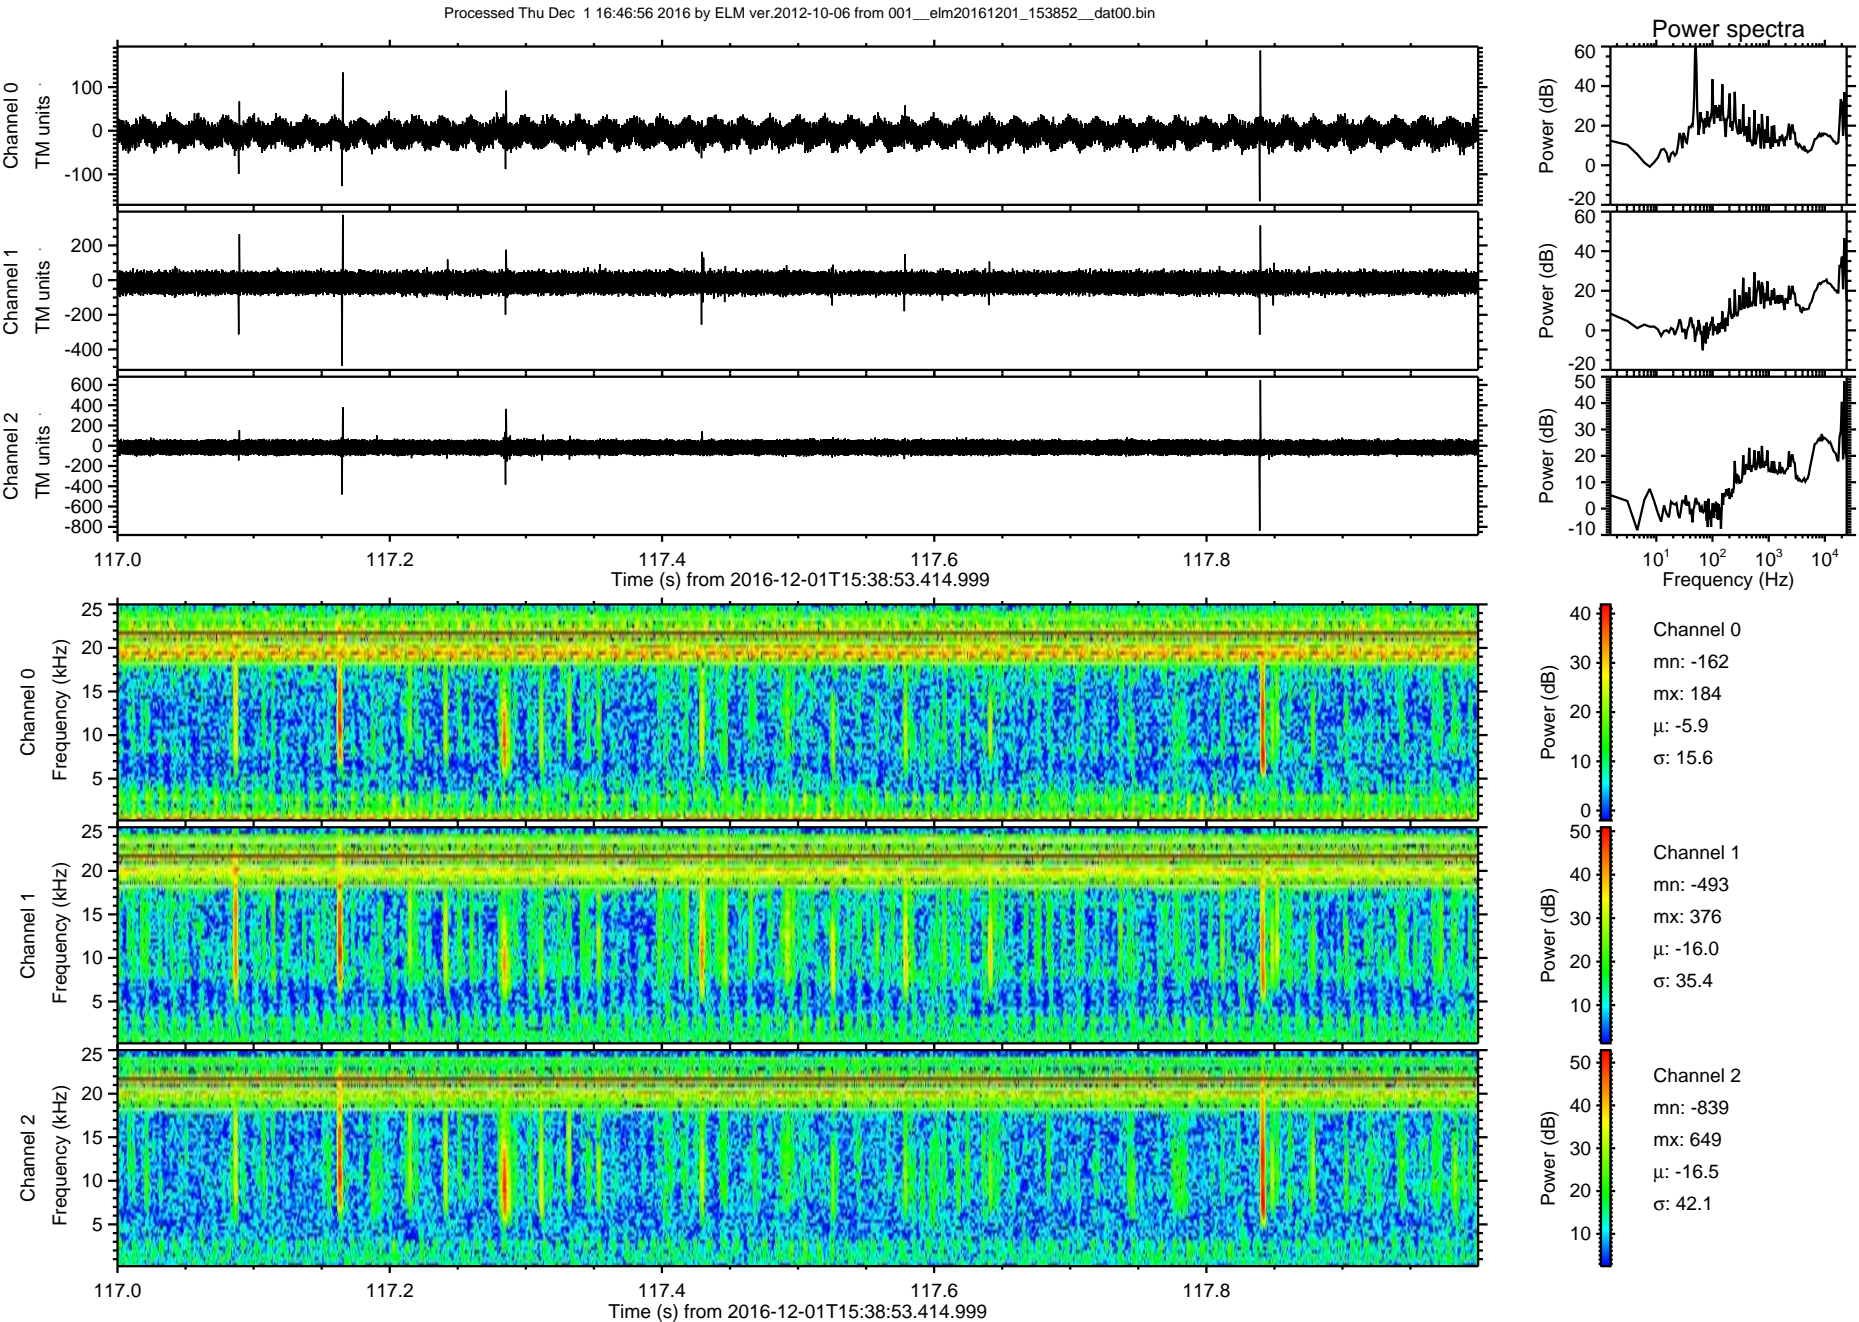 Processed Thu Dec 1 16:46:56 2016 by ELM ver.2012-10-06 from 001__elm20161201_153852__dat00.bin
Power spectra
Channel 0
TM units
100
0
-100
Power (dB)
60
40
20
0
-20
Channel 1
TM units
200
0
-200
-400
Power (dB)
60
40
20
0
-20
Channel 2
TM units
600
400
200
0
-200
-400
-600
-800
Power (dB)
50
40
30
20
10
0
-10
117.0 117.2 117.4 117.6 117.8
Time (s) from 2016-12-01T15:38:53.414.999
10¹ 10² 10³ 10⁴
Frequency (Hz)
Channel 0
Frequency (kHz)
25
20
15
10
5
Power (dB)
40
30
20
10
0
Channel 0
mn: -162
mx: 184
µ: -5.9
σ: 15.6
Channel 1
Frequency (kHz)
25
20
15
10
5
Power (dB)
50
40
30
20
10
Channel 1
mn: -493
mx: 376
µ: -16.0
σ: 35.4
Channel 2
Frequency (kHz)
25
20
15
10
5
Power (dB)
50
40
30
20
10
Channel 2
mn: -839
mx: 649
µ: -16.5
σ: 42.1
117.0 117.2 117.4 117.6 117.8
Time (s) from 2016-12-01T15:38:53.414.999